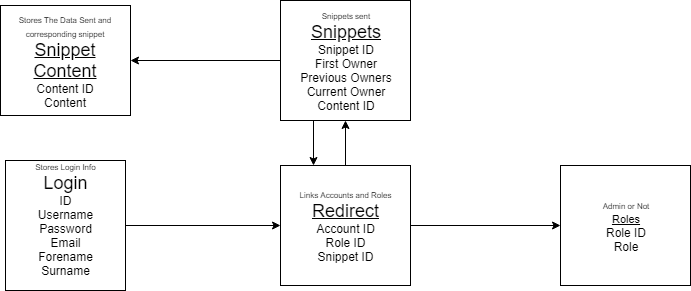 Stores The Data Sent and
corresponding snippet
Snippet
Content
Content ID
Content
Snippets sent
Snippets
Snippet ID
First Owner
Previous Owners
Current Owner
Content ID
Stores Login Info
Login
ID
Username
Password
Email
Forename
Surname
Links Accounts and Roles
Redirect
Account ID
Role ID
Snippet ID
Admin or Not
Roles
Role ID
Role